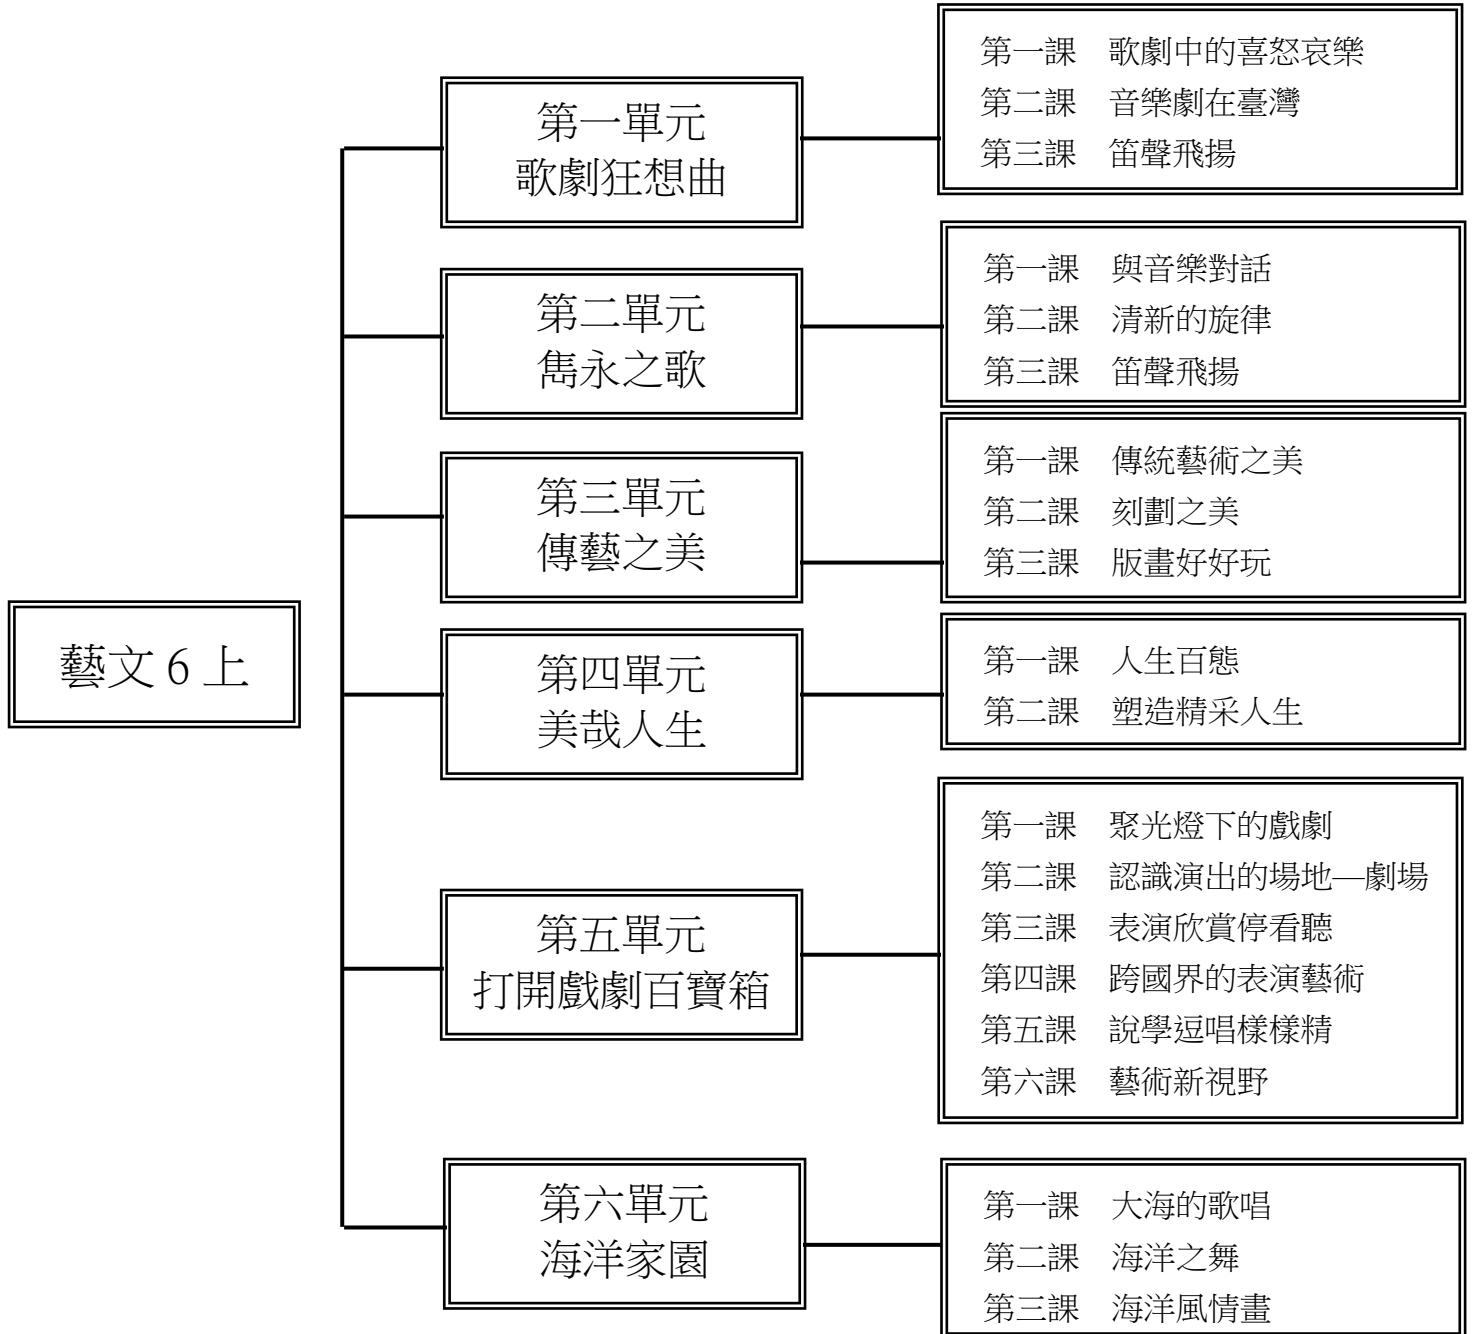 藝文6上
第一單元
歌劇狂想曲
第一課 歌劇中的喜怒哀樂
第二課 音樂劇在臺灣
第三課 笛聲飛揚
第二單元
雋永之歌
第一課 與音樂對話
第二課 清新的旋律
第三課 笛聲飛揚
第三單元
傳藝之美
第一課 傳統藝術之美
第二課 刻劃之美
第三課 版畫好好玩
第四單元
美哉人生
第一課 人生百態
第二課 塑造精采人生
第五單元
打開戲劇百寶箱
第一課 聚光燈下的戲劇
第二課 認識演出的場地—劇場
第三課 表演欣賞停看聽
第四課 跨國界的表演藝術
第五課 說學逗唱樣樣精
第六課 藝術新視野
第六單元
海洋家園
第一課 大海的歌唱
第二課 海洋之舞
第三課 海洋風情畫